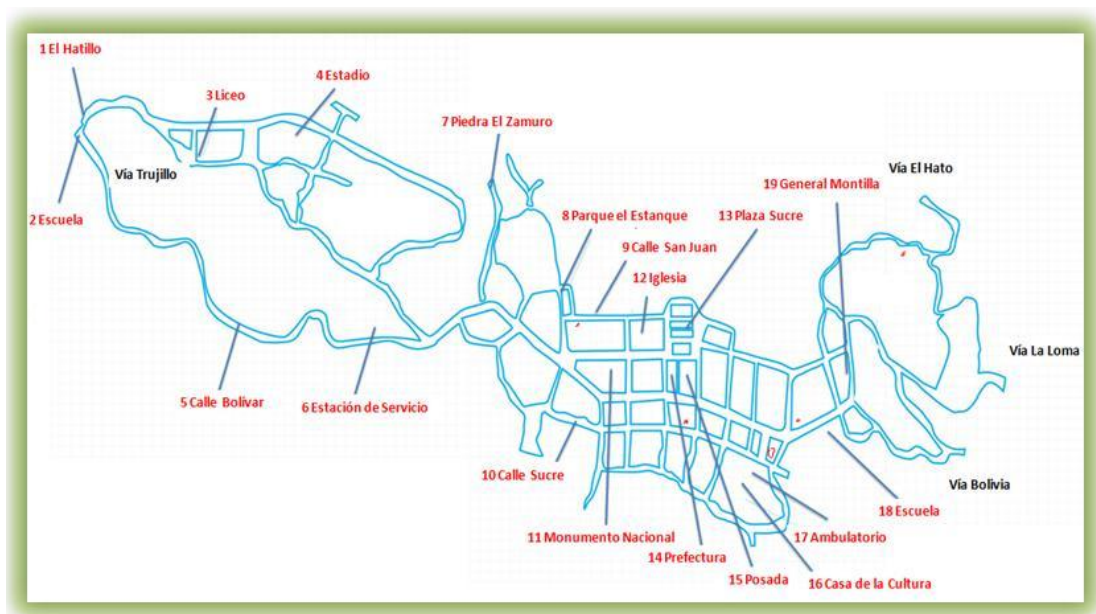 1 El Hatillo
4 Estadio
3 Liceo
7 Piedra El Zamuro
Vía Trujillo
Vía El Hato
19 General Montilla
2 Escuela
8 Parque el Estanque
13 Plaza Sucre
9 Calle San Juan
12 Iglesia
Vía La Loma
5 Calle Bolívar
6 Estación de Servicio
10 Calle Sucre
Vía Bolivia
18 Escuela
11 Monumento Nacional
17 Ambulatorio
14 Prefectura
15 Posada
16 Casa de la Cultura